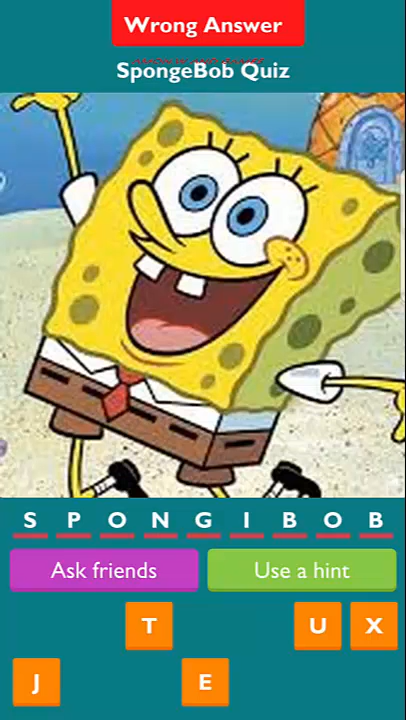 Wrong Answer
SpongeBob Quiz
S P O N G I B O B
Ask friends
Use a hint
T U X
J E